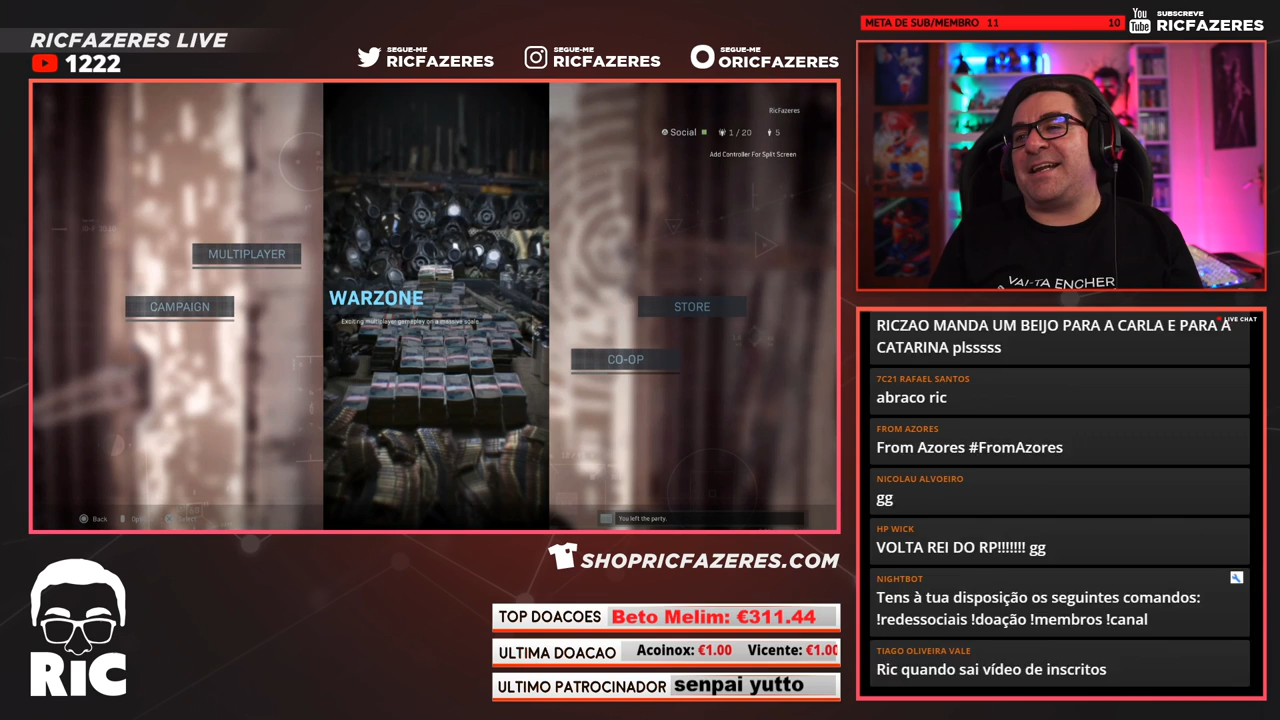 RICFAZERES LIVE
1222
SEGUE-ME
RICFAZERES
SEGUE-ME
RICFAZERES
SEGUE-ME
ORICFAZERES
META DE SUB/MEMBRO 11 10
You Tube
SUBSCREVE
RICFAZERES
RicFazeres
Social 1 / 20 5
Add Controller For Split Screen
MULTIPLAYER
CAMPAIGN
WARZONE
Exciting multiplayer gameplay on a massive scale
STORE
CO-OP
Back
Select
You left the party.
VAI-TA ENCHER
LIVE CHAT
RICZAO MANDA UM BEIJO PARA A CARLA E PARA A
CATARINA plsssss
7C21 RAFAEL SANTOS
abraco ric
FROM AZORES
From Azores #FromAzores
NICOLAU ALVOEIRO
gg
HP WICK
VOLTA REI DO RP!!!!!!! gg
NIGHTBOT
Tens à tua disposição os seguintes comandos:
!redessociais !doação !membros !canal
TIAGO OLIVEIRA VALE
Ric quando sai vídeo de inscritos
SHOPRICFAZERES.COM
TOP DOACOES Beto Melim: €311.44
ULTIMA DOACAO Acoinox: €1.00 Vicente: €1.00
ULTIMO PATROCINADOR senpai yutto
RIC